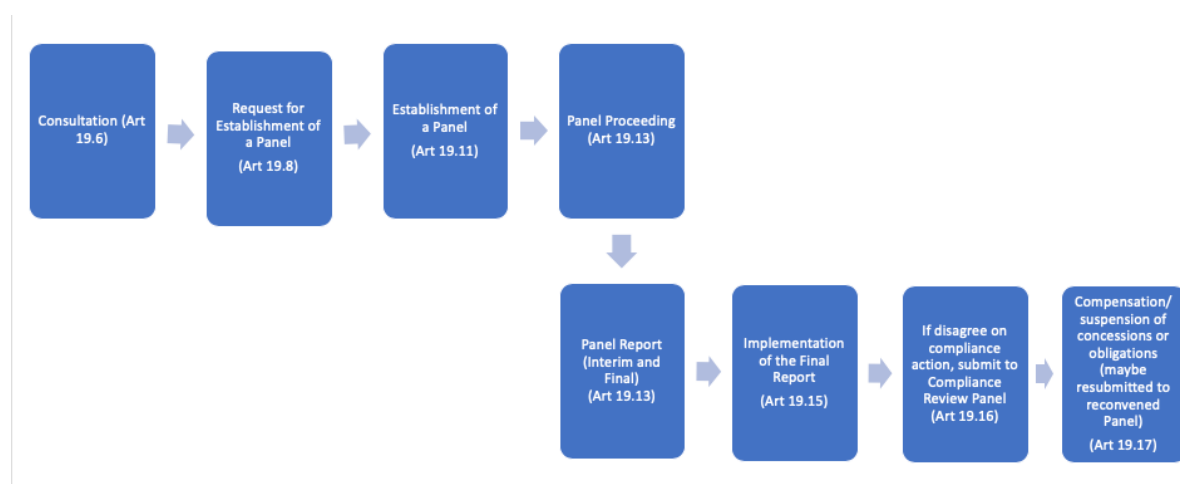 Consultation (Art
19.6)
Request for
Establishment of
a Panel
(Art 19.8)
Establishment of
a Panel
(Art 19.11)
Panel Proceeding
(Art 19.13)
Panel Report
(Interim and
Final)
(Art 19.13)
Implementation
of the Final
Report
(Art 19.15)
If disagree on
compliance
action, submit to
Compliance
Review Panel
(Art 19.16)
Compensation/
suspension of
concessions or
obligations
(maybe
resubmitted to
reconvened
Panel)
(Art 19.17)